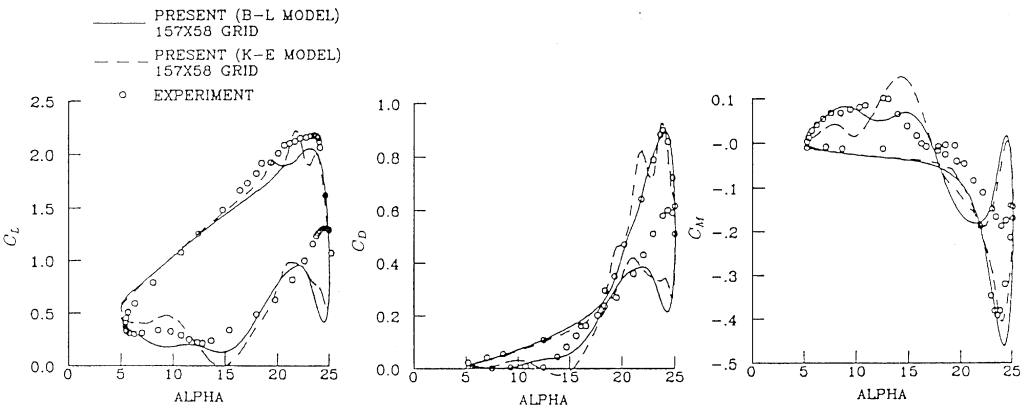 PRESENT (B-L MODEL)
157X58 GRID
PRESENT (K-E MODEL)
157X58 GRID
EXPERIMENT
2.5
2.0
1.5
1.0
0.5
0.0
C_L
0 5 10 15 20 25
ALPHA
1.0
0.8
0.6
0.4
0.2
0.0
C_D
0 5 10 15 20 25
ALPHA
0.1
-.0
-.1
-.2
-.3
-.4
-.5
C_M
0 5 10 15 20 25
ALPHA